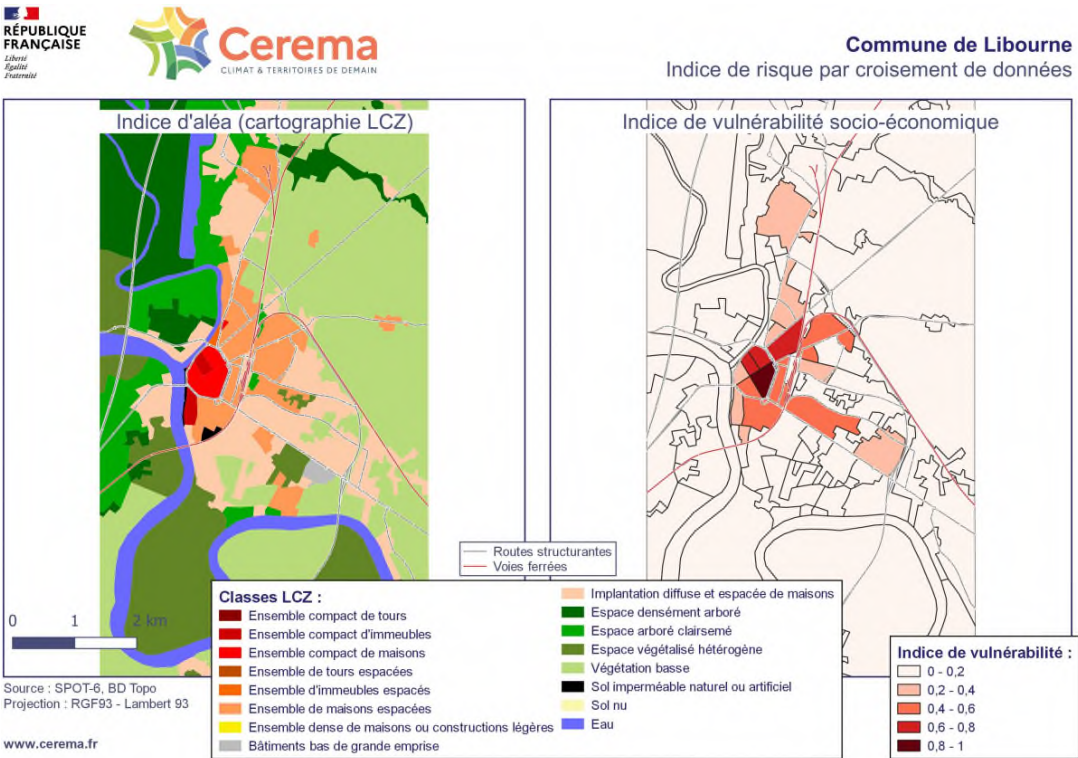 RÉPUBLIQUE
FRANÇAISE
Liberté
Égalité
Fraternité
Cerema
CLIMAT & TERRITOIRES DE DEMAIN
Commune de Libourne
Indice de risque par croisement de données
Indice d'aléa (cartographie LCZ)
Indice de vulnérabilité socio-économique
Routes structurantes
Voies ferrées
0 1 2 km
Classes LCZ :
Ensemble compact de tours
Ensemble compact d'immeubles
Ensemble compact de maisons
Ensemble de tours espacées
Ensemble d'immeubles espacés
Ensemble de maisons espacées
Ensemble dense de maisons ou constructions légères
Bâtiments bas de grande emprise
Implantation diffuse et espacée de maisons
Espace densément arboré
Espace arboré clairsemé
Espace végétalisé hétérogène
Végétation basse
Sol imperméable naturel ou artificiel
Sol nu
Eau
Indice de vulnérabilité :
0 - 0,2
0,2 - 0,4
0,4 - 0,6
0,6 - 0,8
0,8 - 1
Source : SPOT-6, BD Topo
Projection : RGF93 - Lambert 93
www.cerema.fr